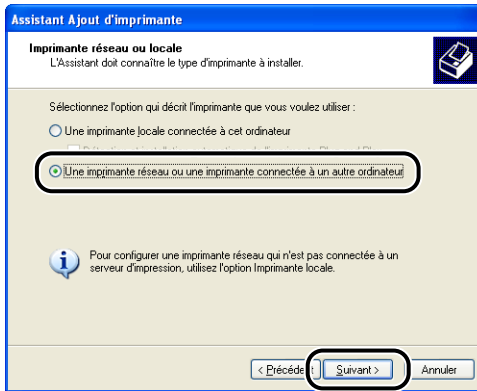 Assistant Ajout d'imprimante
Imprimante réseau ou locale
L'Assistant doit connaître le type d'imprimante à installer.
Sélectionnez l'option qui décrit l'imprimante que vous voulez utiliser :
Une imprimante locale connectée à cet ordinateur
Une imprimante réseau ou une imprimante connectée à un autre ordinateur
Pour configurer une imprimante réseau qui n'est pas connectée à un
serveur d'impression, utilisez l'option Imprimante locale.
< Précédent Suivant > Annuler